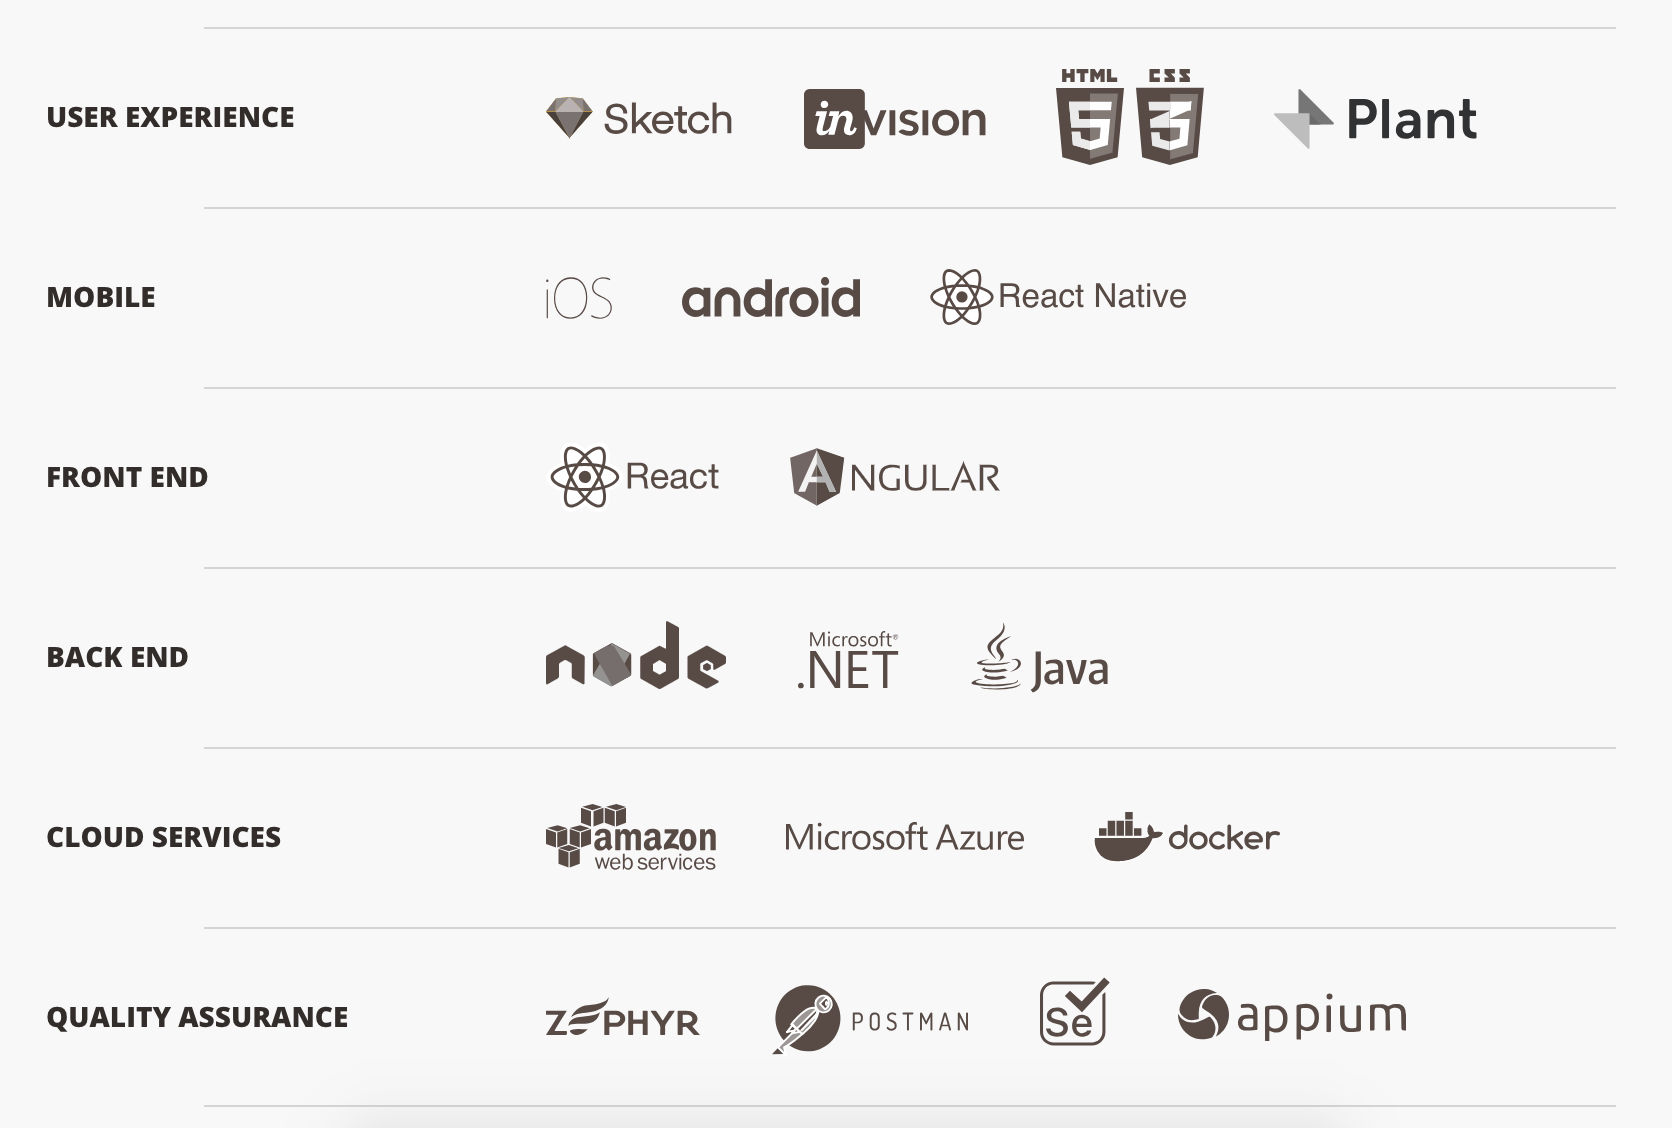 USER EXPERIENCE
Sketch
invision
HTML
5
CSS
3
Plant
MOBILE
iOS
android
React Native
FRONT END
React
ANGULAR
BACK END
node
Microsoft®
.NET
Java
CLOUD SERVICES
amazon
web services
Microsoft Azure
docker
QUALITY ASSURANCE
ZEPHYR
POSTMAN
Se
appium